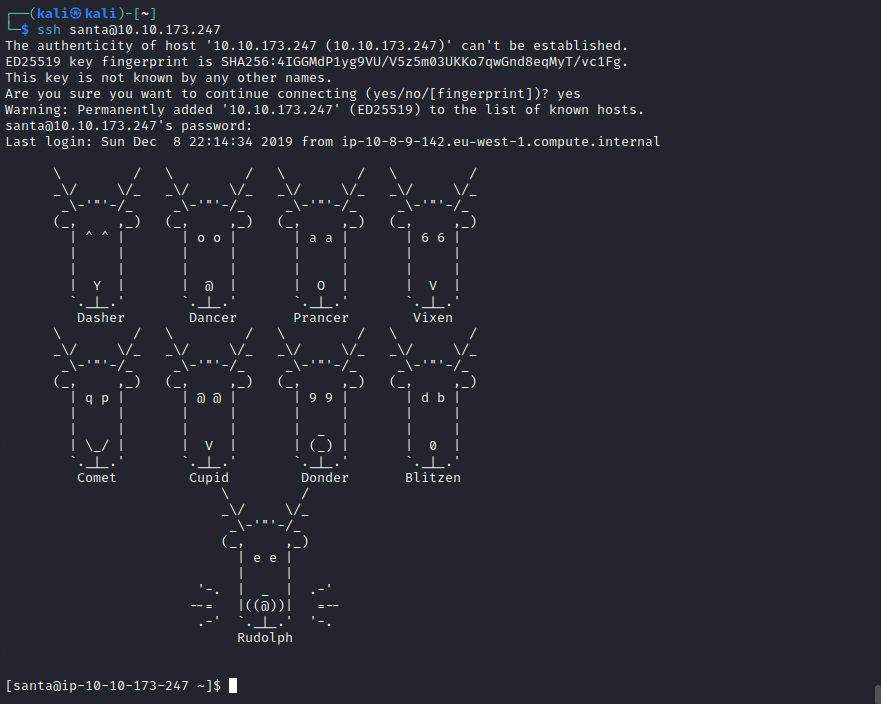 ┌──(kali㉿kali)-[~]
└─$ ssh santa@10.10.173.247
The authenticity of host '10.10.173.247 (10.10.173.247)' can't be established.
ED25519 key fingerprint is SHA256:4IGGMdP1yg9VU/V5z5m03UKKo7qwGnd8eqMyT/vc1Fg.
This key is not known by any other names.
Are you sure you want to continue connecting (yes/no/[fingerprint])? yes
Warning: Permanently added '10.10.173.247' (ED25519) to the list of known hosts.
santa@10.10.173.247's password:
Last login: Sun Dec  8 22:14:34 2019 from ip-10-8-9-142.eu-west-1.compute.internal
      \         /   \         /   \         /   \         /
      _\/     \/_   _\/     \/_   _\/     \/_   _\/     \/_
       _\-'"'-/_     _\-'"'-/_     _\-'"'-/_     _\-'"'-/_
      (_,     ,_)   (_,     ,_)   (_,     ,_)   (_,     ,_)
        | ^ ^ |       | o o |       | a a |       | 6 6 |
        |     |       |     |       |     |       |     |
        |     |       |     |       |     |       |     |
        |  Y  |       |  @  |       |  O  |       |  V  |
        `._|_.'       `._|_.'       `._|_.'       `._|_.'
         Dasher        Dancer        Prancer        Vixen
      \         /   \         /   \         /   \         /
      _\/     \/_   _\/     \/_   _\/     \/_   _\/     \/_
       _\-'"'-/_     _\-'"'-/_     _\-'"'-/_     _\-'"'-/_
      (_,     ,_)   (_,     ,_)   (_,     ,_)   (_,     ,_)
        | q p |       | @ @ |       | 9 9 |       | d b |
        |     |       |     |       |     |       |     |
        |     |       |     |       |  _  |       |     |
        | \_/ |       |  V  |       | (_) |       |  0  |
        `._|_.'       `._|_.'       `._|_.'       `._|_.'
         Comet         Cupid         Donder       Blitzen
                           \         /
                           _\/     \/_
                            _\-'"'-/_
                           (_,     ,_)
                             | e e |
                             |     |
                        '-.  |  _  |  .-'
                       --=   |((@))|   =--
                        .-'  `._|_.'  '-.
                             Rudolph
[santa@ip-10-10-173-247 ~]$